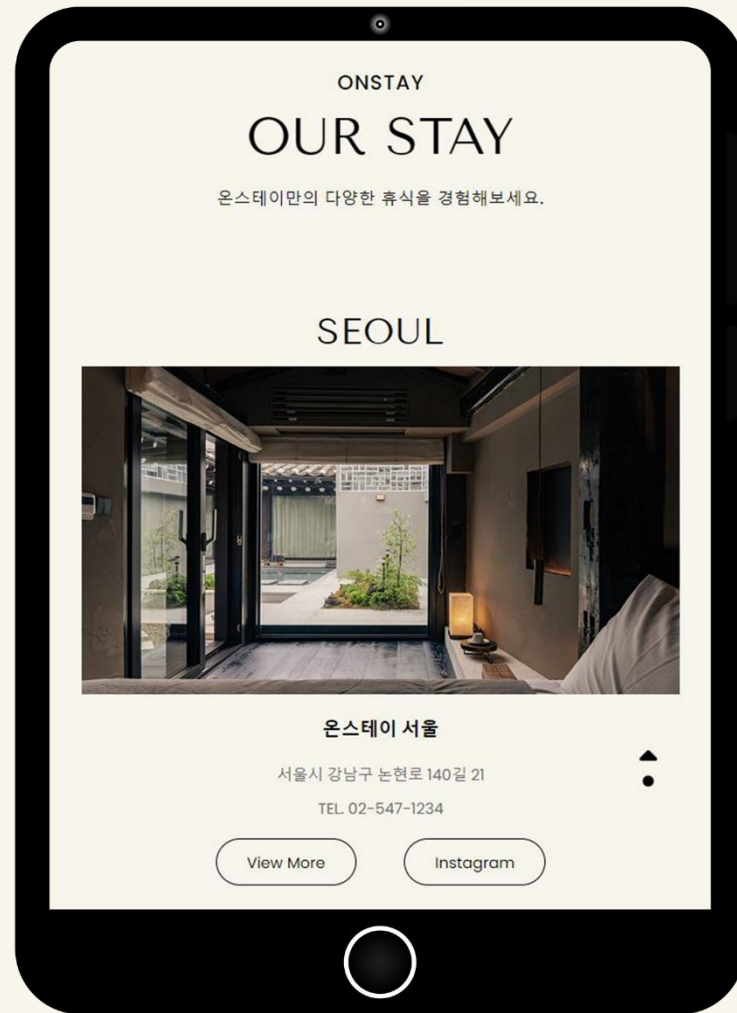 ONSTAY
OUR STAY
온스테이만의 다양한 휴식을 경험해보세요.
SEOUL
온스테이 서울
서울시 강남구 논현로 140길 21
TEL. 02-547-1234
View More
Instagram